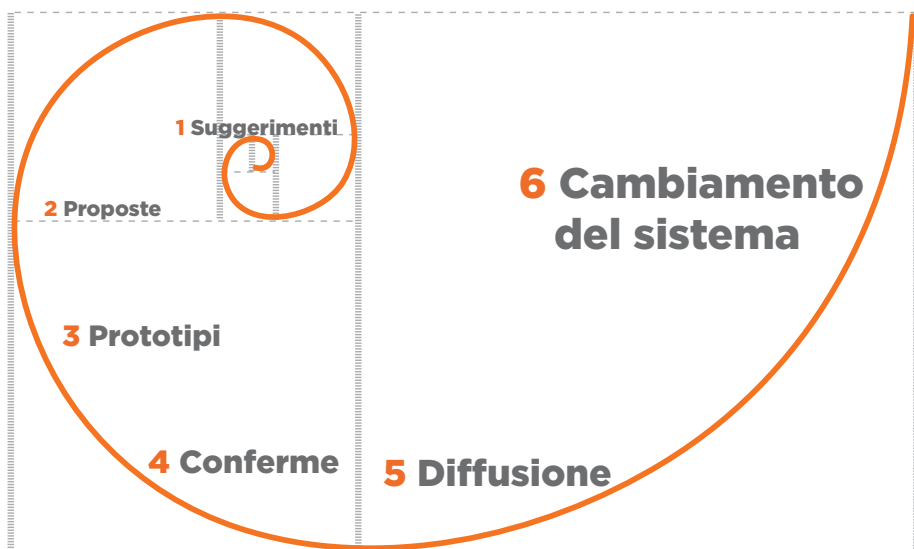 1 Suggerimenti
2 Proposte
3 Prototipi
4 Conferme
5 Diffusione
6 Cambiamento
del sistema